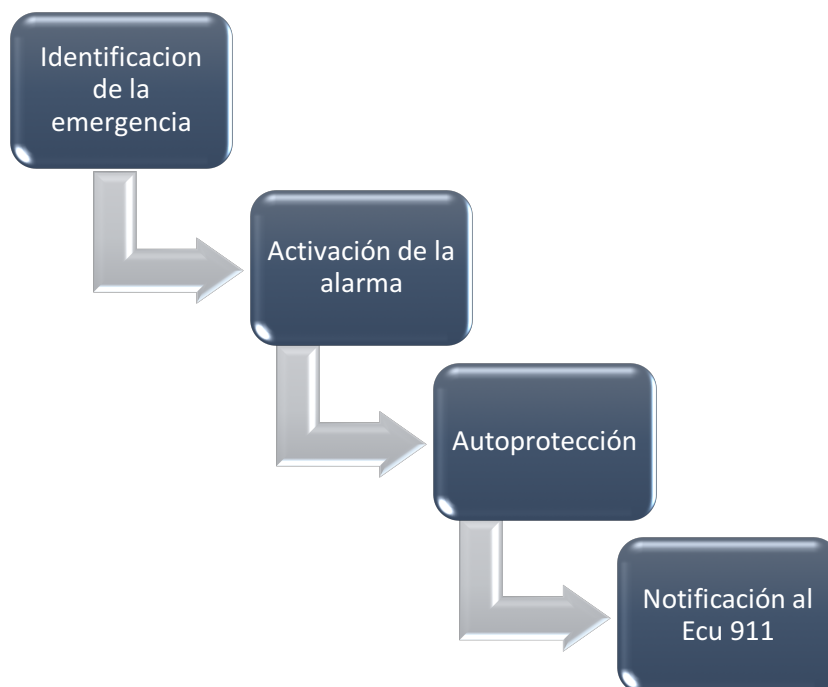 Identificacion
de la
emergencia
Activación de la
alarma
Autoprotección
Notificación al
Ecu 911